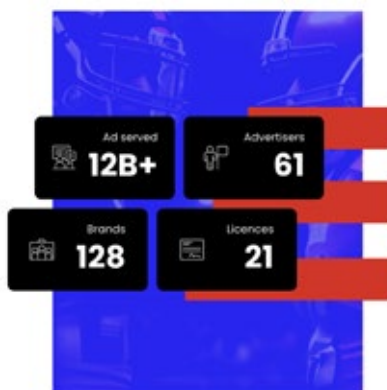 Ad served
12B+
Advertisers
61
Brands
128
Licences
21